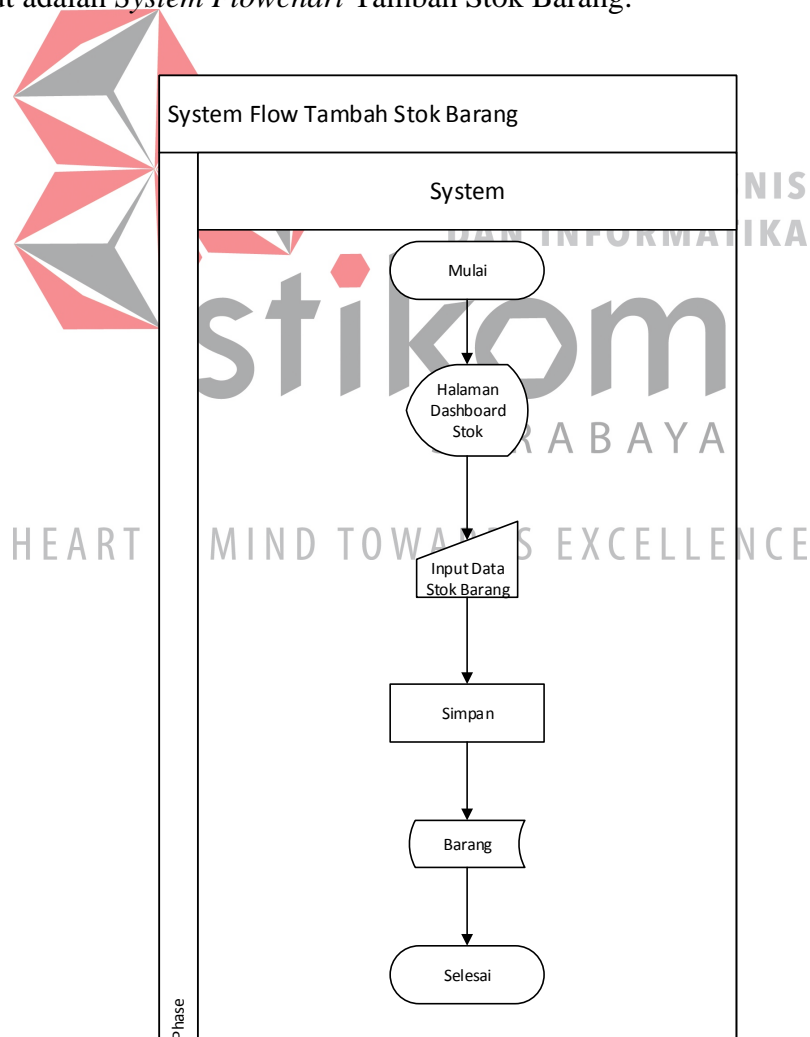 adalah System Flowchart Tambah Stok Barang.
System Flow Tambah Stok Barang
System
NIS
DAN INFORMATIKA
Mulai
stikom
Halaman
Dashboard
Stok
RABAYA
HEART MIND TOWARDS EXCELLENCE
Input Data
Stok Barang
Simpan
Barang
Selesai
Phase